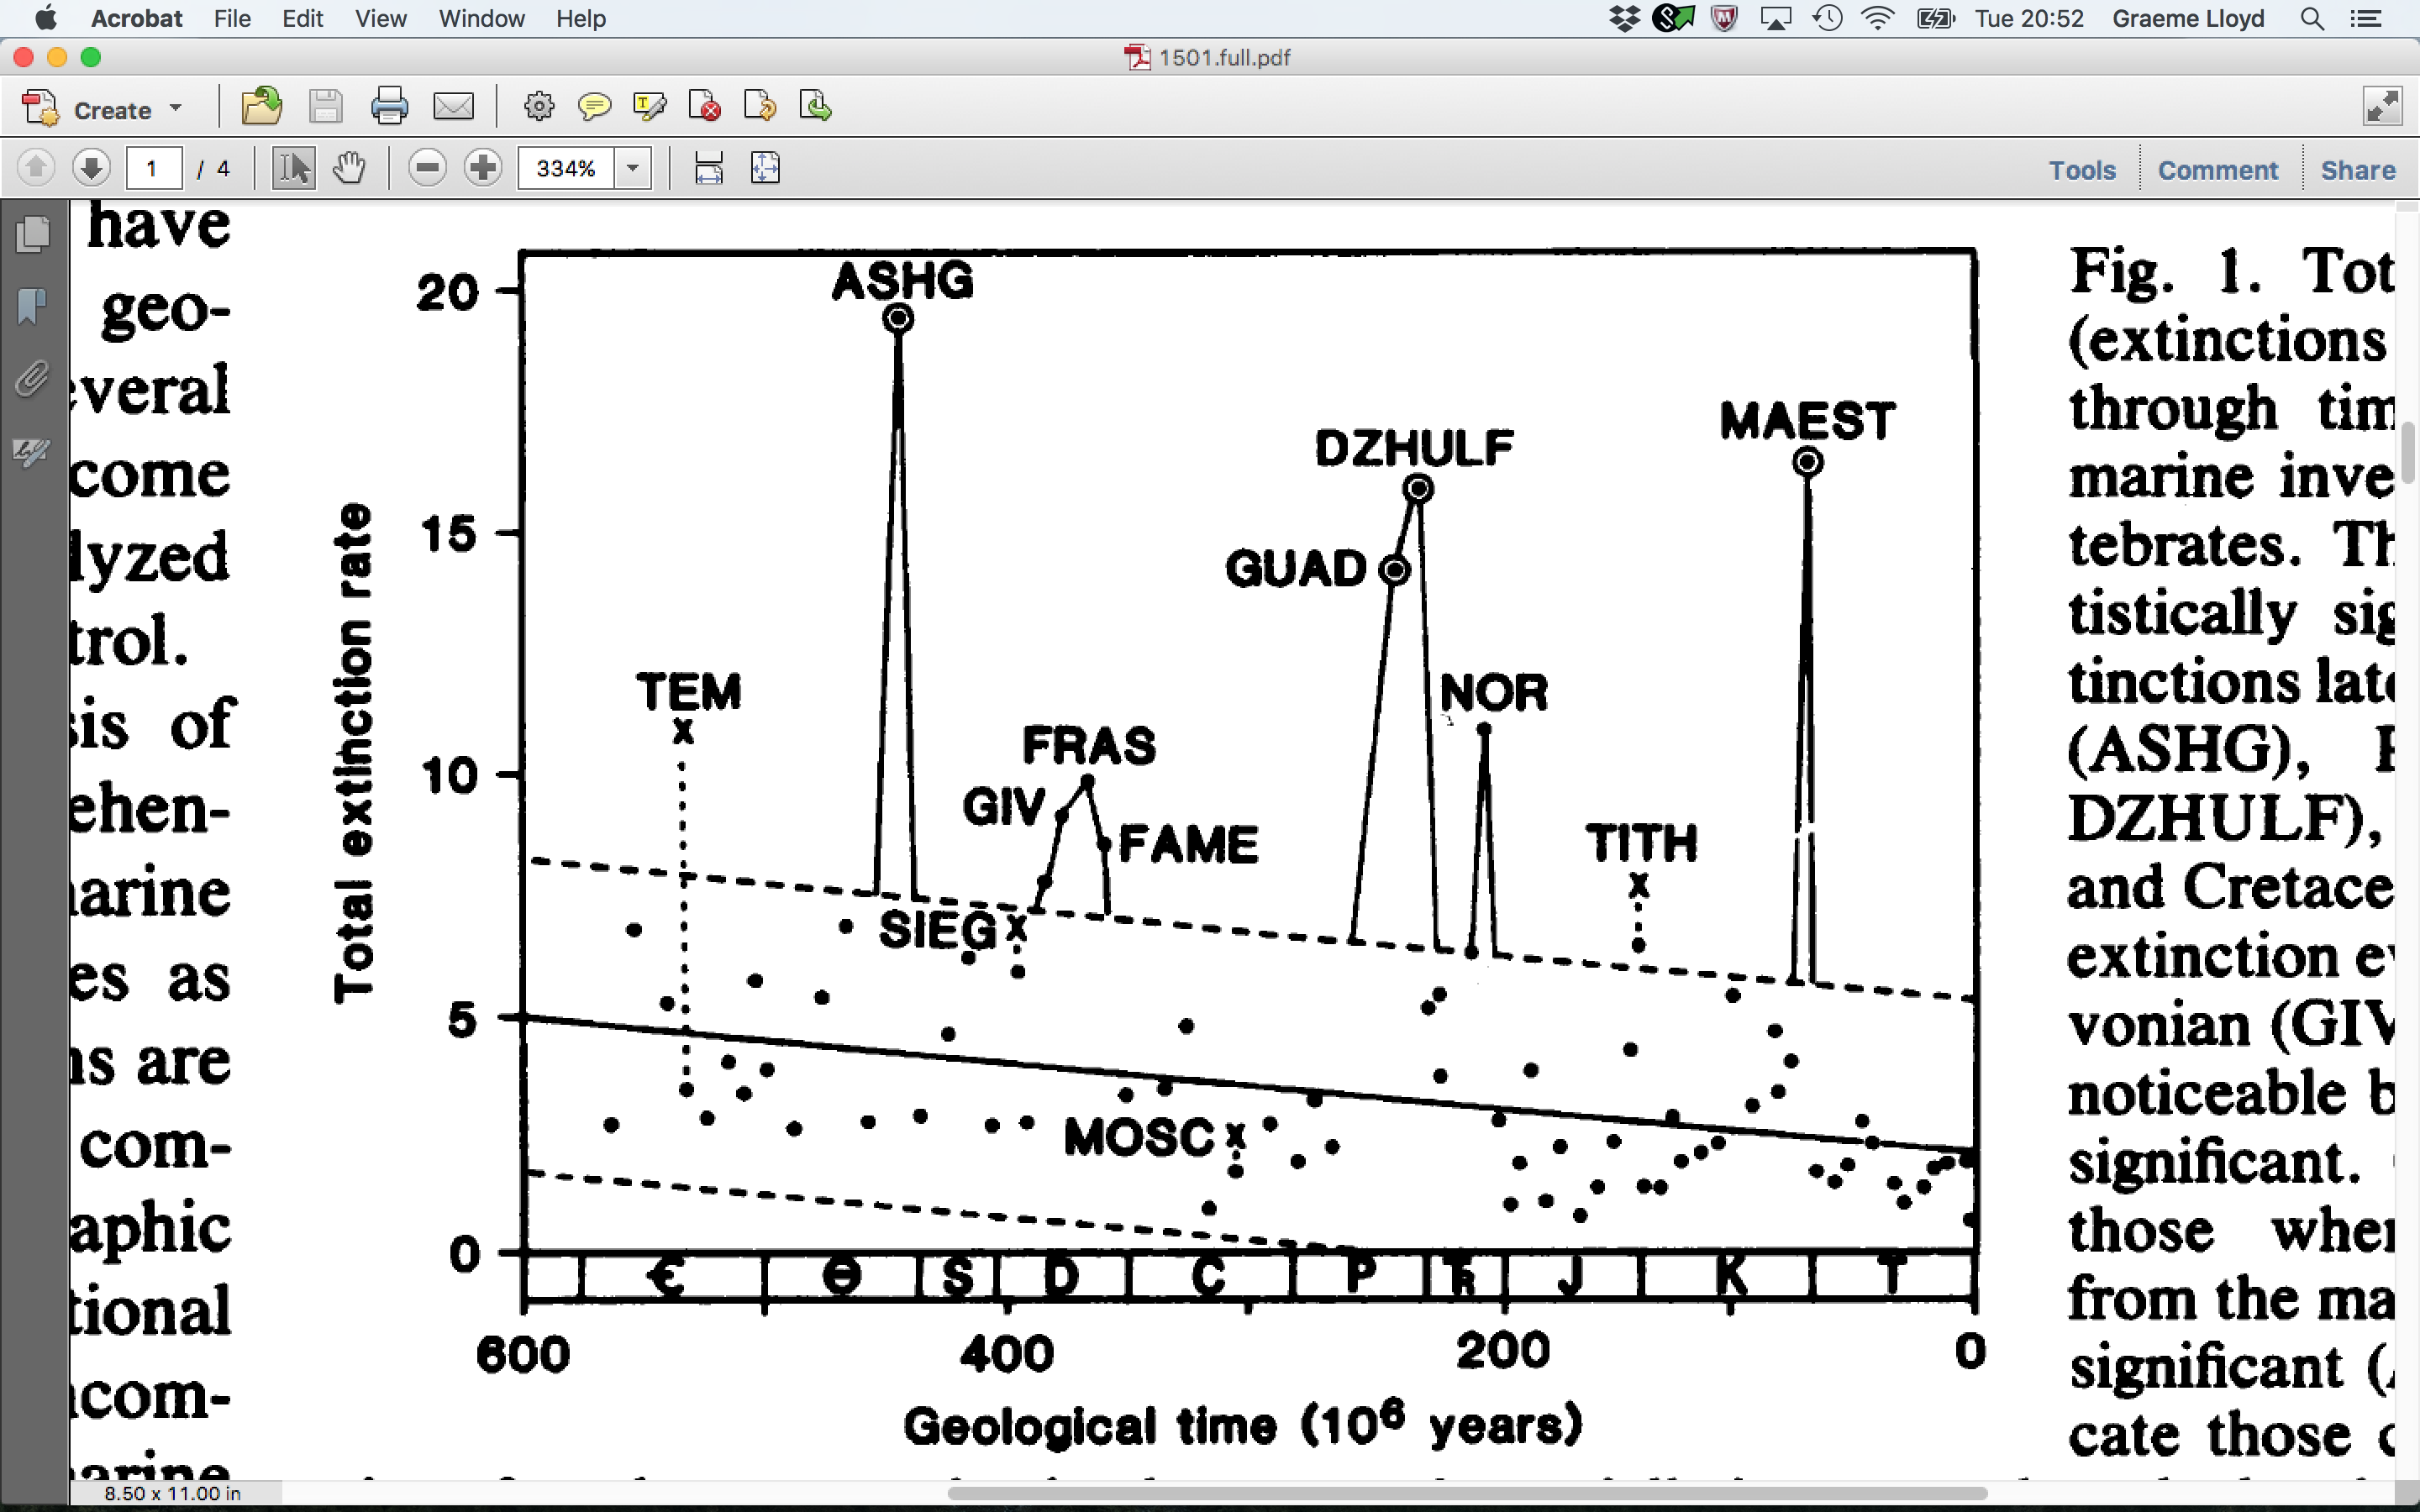 Acrobat File Edit View Window Help
Tue 20:52 Graeme Lloyd
1501.full.pdf
Create
1 / 4
334%
Tools Comment Share
have
geo-
everal
come
lyzed
trol.
is of
ehen-
arine
es as
ns are
com-
aphic
tional
com-
arine
Total extinction rate
20
15
10
5
0
ASHG
MAEST
DZHULF
GUAD
TEM
NOR
FRAS
GIV
FAME
TITH
SIEG
MOSC
Є Ɵ S D C P Ꞧ J K T
600 400 200 0
Geological time (10⁶ years)
Fig. 1. Tot
(extinctions
through tim
marine inve
tebrates. Th
tistically sig
tinctions late
(ASHG), P
DZHULF),
and Cretace
extinction ev
vonian (GIV
noticeable b
significant.
those wher
from the ma
significant (
cate those
8.50 x 11.00 in